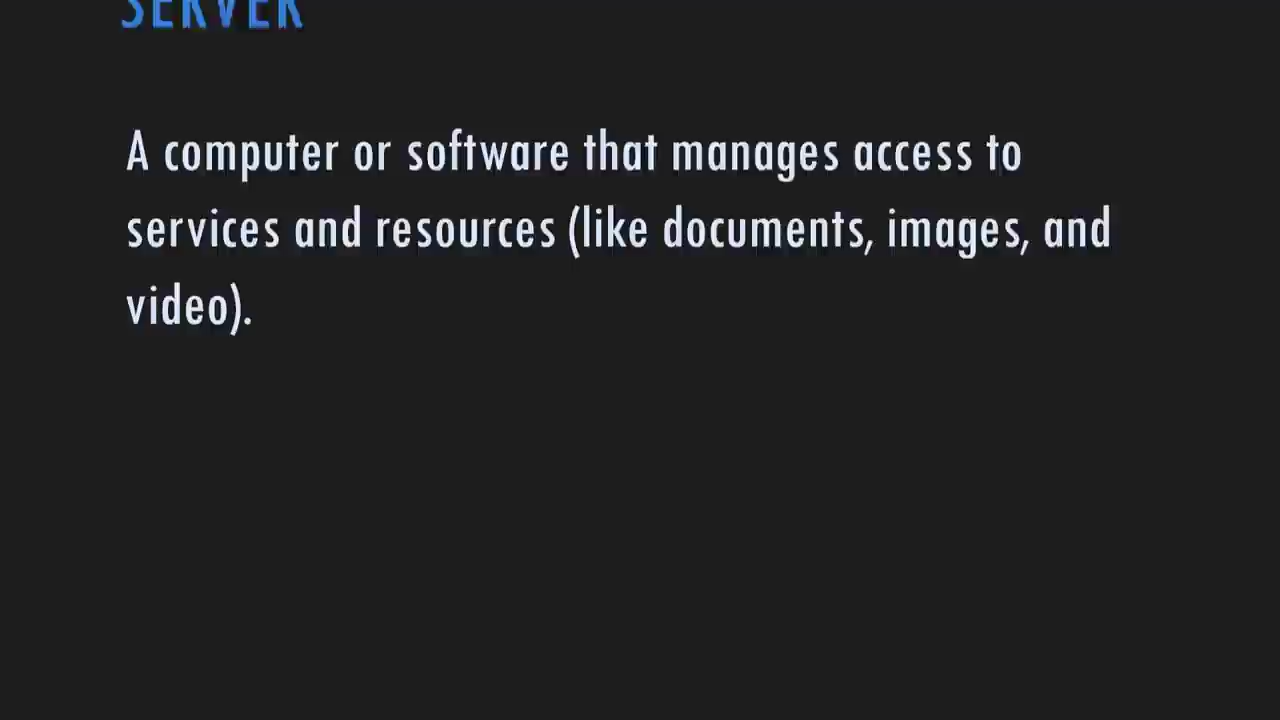 SERVER
A computer or software that manages access to
services and resources (like documents, images, and
video).